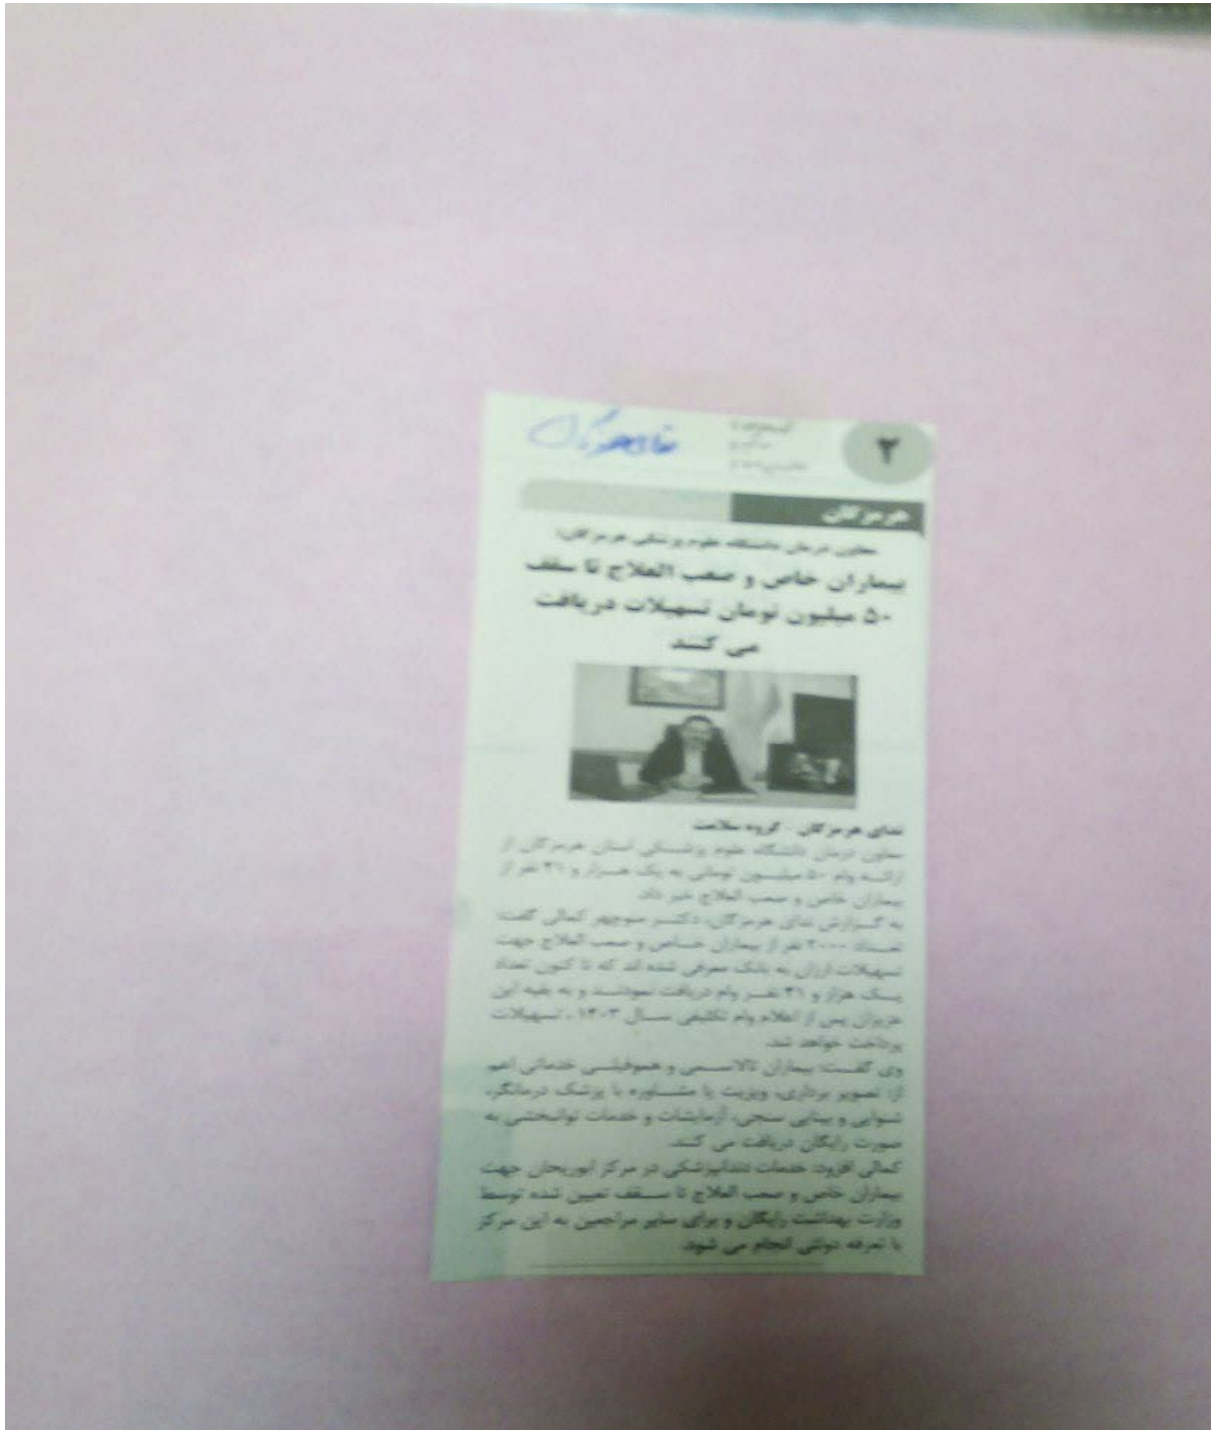 ۲
ندای هرمزگان
هرمزگان
معاون درمان دانشگاه علوم پزشکی هرمزگان:
بیماران خاص و صعب العلاج تا سقف
۵۰ میلیون تومان تسهیلات دریافت
می کنند
ندای هرمزگان - گروه سلامت
معاون درمان دانشگاه علوم پزشکی استان هرمزگان از
ارائه وام ۵۰ میلیون تومانی به یک هزار و ۳۱ نفر از
بیماران خاص و صعب العلاج خبر داد.
به گزارش ندای هرمزگان، دکتر منوچهر کمالی گفت:
تعداد ۲۰۰۰ نفر از بیماران خاص و صعب العلاج جهت
تسهیلات ارزان به بانک معرفی شده اند که تا کنون تعداد
یک هزار و ۳۱ نفر وام دریافت نمودند و به بقیه این
عزیزان پس از اعلام وام تکلیفی سال ۱۴۰۳ ، تسهیلات
پرداخت خواهد شد.
وی گفت: بیماران تالاسمی و هموفیلی خدماتی اعم
از: تصویر برداری، ویزیت یا مشاوره با پزشک درمانگر،
شنوایی و بینایی سنجی، آزمایشات و خدمات توانبخشی به
صورت رایگان دریافت می کنند.
کمالی افزود: خدمات دندانپزشکی در مرکز ابوریحان جهت
بیماران خاص و صعب العلاج تا سقف تعیین شده توسط
وزارت بهداشت رایگان و برای سایر مراجعین به این مرکز
با تعرفه دولتی انجام می شود.